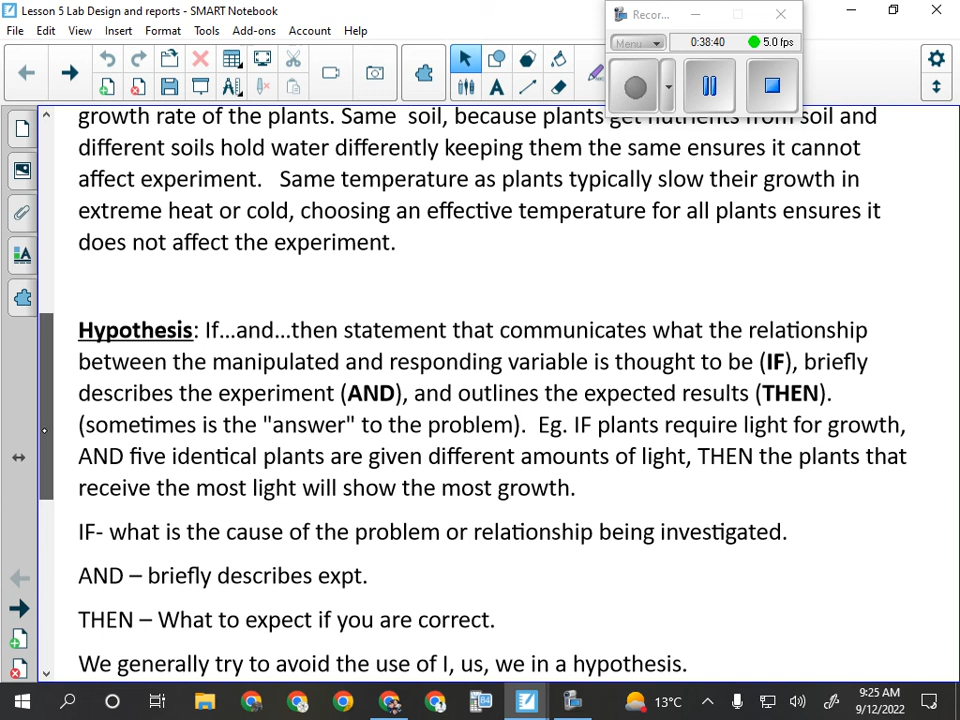 Lesson 5 Lab Design and reports - SMART Notebook
Recor...
File Edit View Insert Format Tools Add-ons Account Help
Menu 0:38:40 5.0 fps
growth rate of the plants. Same soil, because plants get nutrients from soil and
different soils hold water differently keeping them the same ensures it cannot
affect experiment. Same temperature as plants typically slow their growth in
extreme heat or cold, choosing an effective temperature for all plants ensures it
does not affect the experiment.
Hypothesis: If...and...then statement that communicates what the relationship
between the manipulated and responding variable is thought to be (IF), briefly
describes the experiment (AND), and outlines the expected results (THEN).
(sometimes is the "answer" to the problem). Eg. IF plants require light for growth,
AND five identical plants are given different amounts of light, THEN the plants that
receive the most light will show the most growth.
IF- what is the cause of the problem or relationship being investigated.
AND – briefly describes expt.
THEN – What to expect if you are correct.
We generally try to avoid the use of I, us, we in a hypothesis.
13°C
9:25 AM
9/12/2022